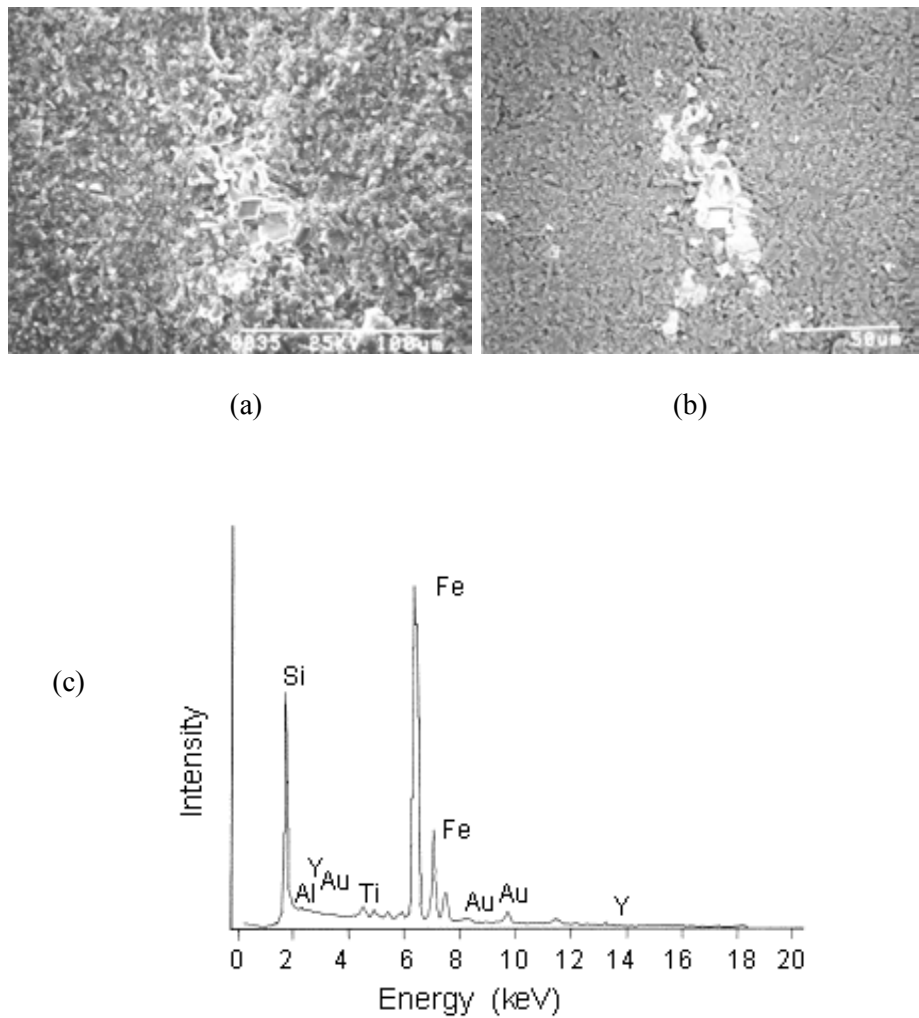 0035 25KV 100um
50um
(a)
(b)
(c)
Intensity
Si
Al
Y
Au
Ti
Fe
Fe
Au
Au
Y
0 2 4 6 8 10 12 14 16 18 20
Energy (keV)